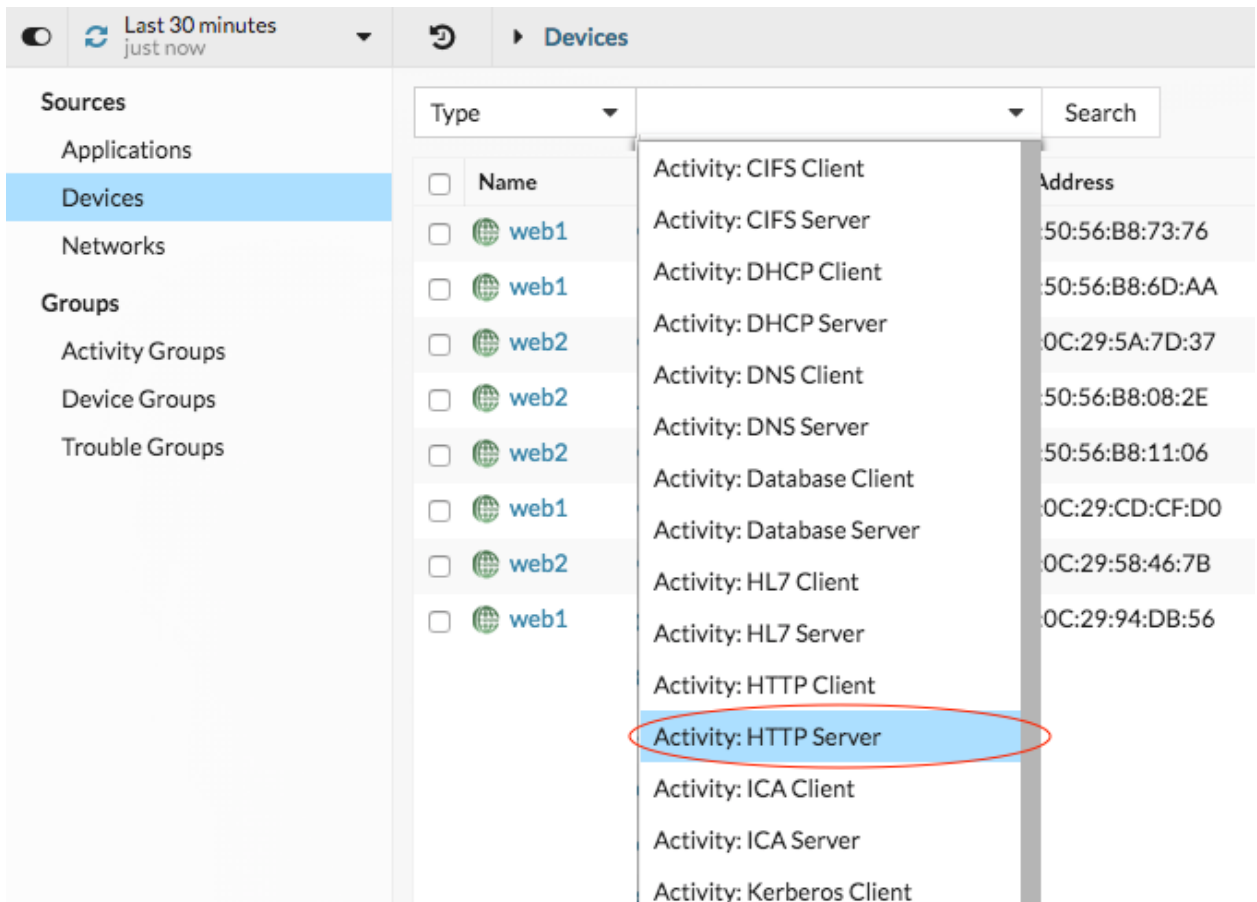 Last 30 minutes
just now
Devices
Sources
Applications
Devices
Networks
Groups
Activity Groups
Device Groups
Trouble Groups
Type
Search
Name
Address
web1
:50:56:B8:73:76
web1
:50:56:B8:6D:AA
web2
:0C:29:5A:7D:37
web2
:50:56:B8:08:2E
web2
:50:56:B8:11:06
web1
:0C:29:CD:CF:D0
web2
:0C:29:58:46:7B
web1
:0C:29:94:DB:56
Activity: CIFS Client
Activity: CIFS Server
Activity: DHCP Client
Activity: DHCP Server
Activity: DNS Client
Activity: DNS Server
Activity: Database Client
Activity: Database Server
Activity: HL7 Client
Activity: HL7 Server
Activity: HTTP Client
Activity: HTTP Server
Activity: ICA Client
Activity: ICA Server
Activity: Kerberos Client